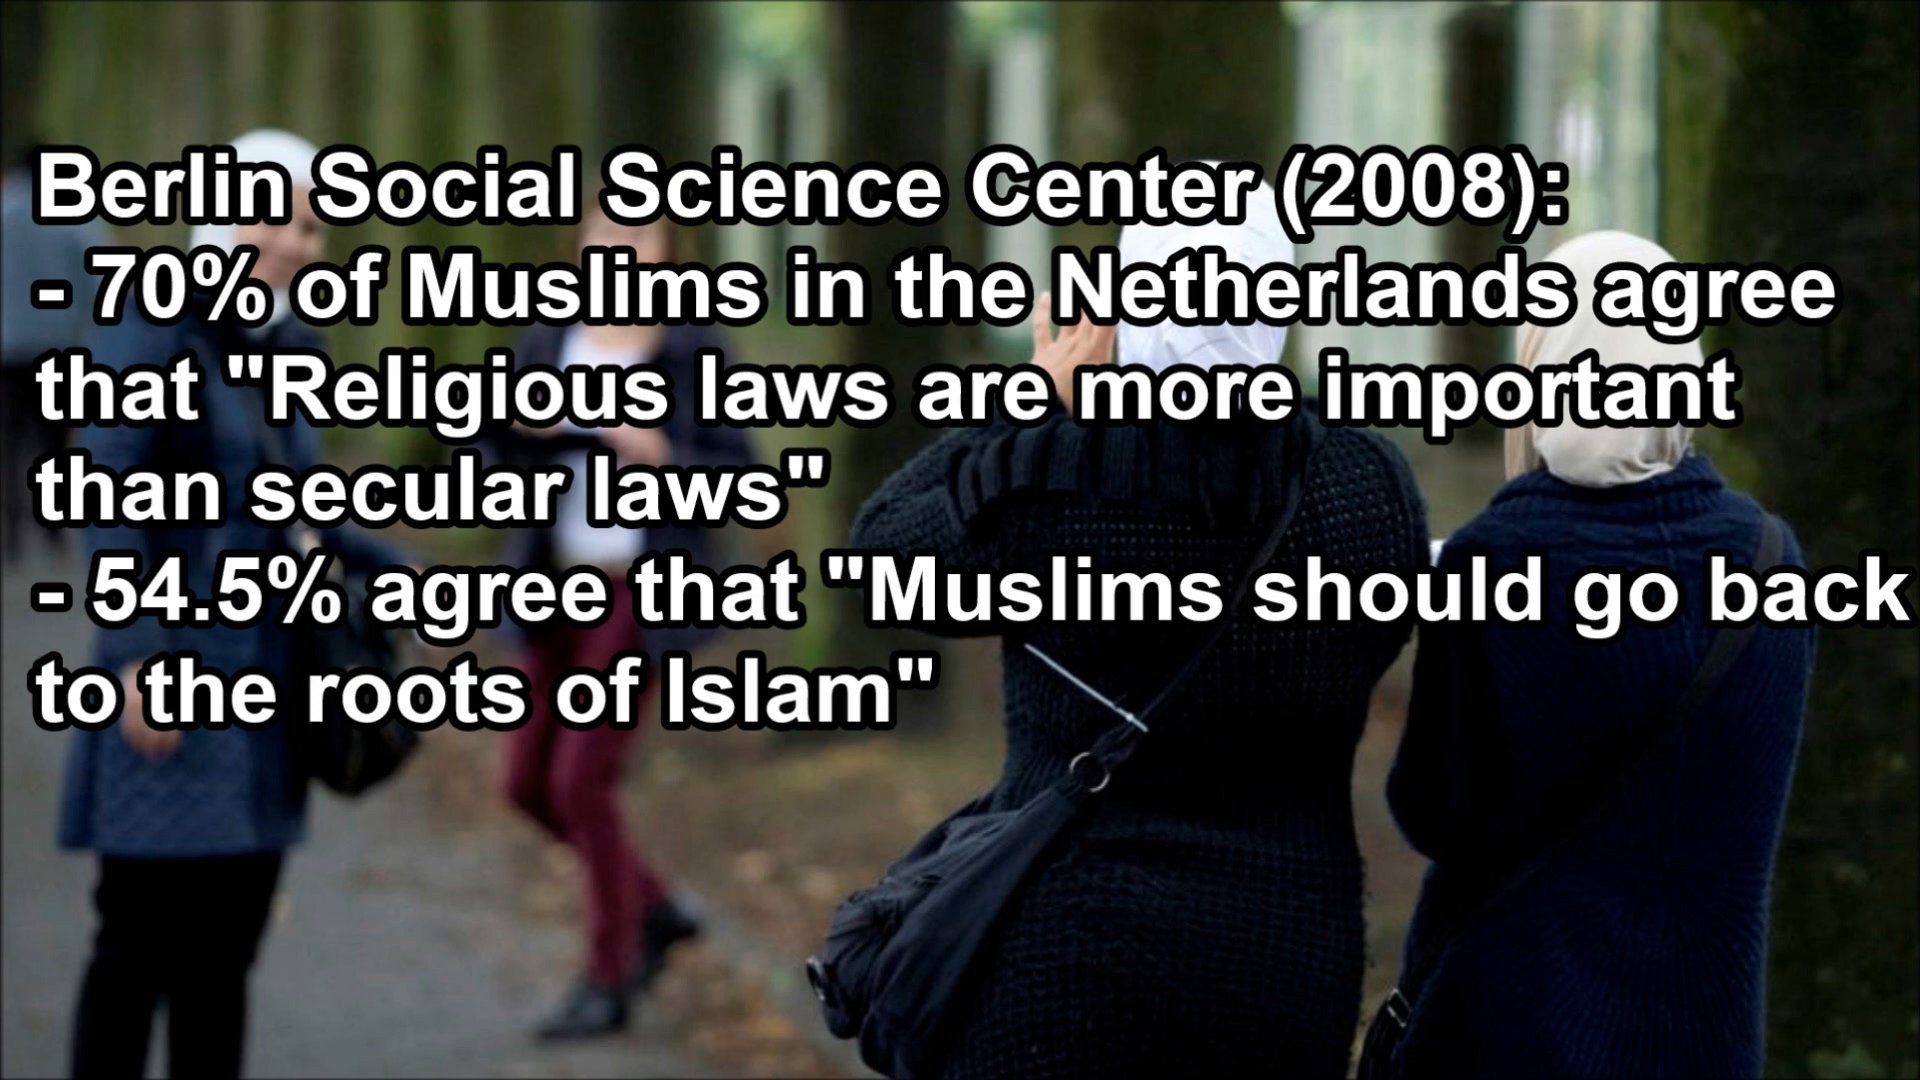 Berlin Social Science Center (2008):
- 70% of Muslims in the Netherlands agree
that "Religious laws are more important
than secular laws"
- 54.5% agree that "Muslims should go back
to the roots of Islam"